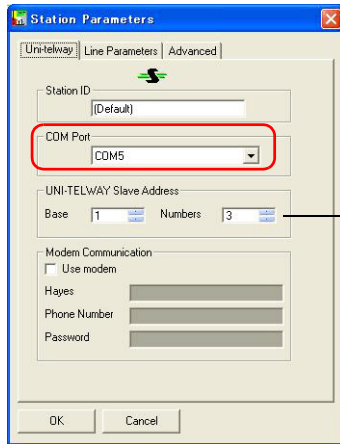 Station Parameters
Uni-telway Line Parameters Advanced
Station ID
(Default)
COM Port
COM5
UNI-TELWAY Slave Address
Base 1 Numbers 3
Modem Communication
Use modem
Hayes
Phone Number
Password
OK Cancel